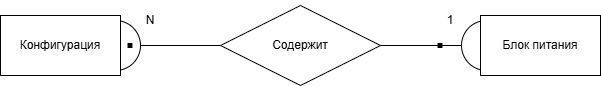 Конфигурация
N
Содержит
1
Блок питания